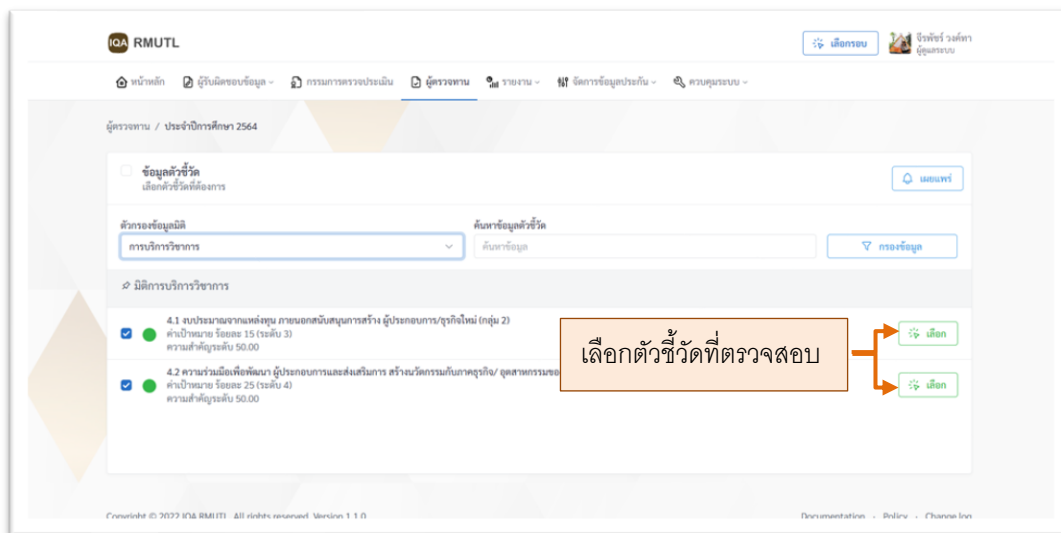 IQA RMUTL
เลือกรอบ
จิรพัชร์ วงค์ทา
ผู้ดูแลระบบ
หน้าหลัก ผู้รับผิดชอบข้อมูล กรรมการตรวจประเมิน ผู้ตรวจทาน รายงาน จัดการข้อมูลประกัน ควบคุมระบบ
ผู้ตรวจทาน / ประจำปีการศึกษา 2564
ข้อมูลตัวชี้วัด
เลือกตัวชี้วัดที่ต้องการ
เผยแพร่
ตัวกรองข้อมูลมิติ ค้นหาข้อมูลตัวชี้วัด
การบริการวิชาการ ค้นหาข้อมูล กรองข้อมูล
มิติการบริการวิชาการ
4.1 งบประมาณจากแหล่งทุน ภายนอกสนับสนุนการสร้าง ผู้ประกอบการ/ธุรกิจใหม่ (กลุ่ม 2)
ค่าเป้าหมาย ร้อยละ 15 (ระดับ 3)
ความสำคัญระดับ 50.00
เลือก
เลือกตัวชี้วัดที่ตรวจสอบ
4.2 ความร่วมมือเพื่อพัฒนา ผู้ประกอบการและส่งเสริมการ สร้างนวัตกรรมกับภาคธุรกิจ/ อุตสาหกรรมขอ
ค่าเป้าหมาย ร้อยละ 25 (ระดับ 4)
ความสำคัญระดับ 50.00
เลือก
Copyright © 2022 IQA RMUTL. All rights reserved. Version 1.1.0 Documentation · Policy · Change log